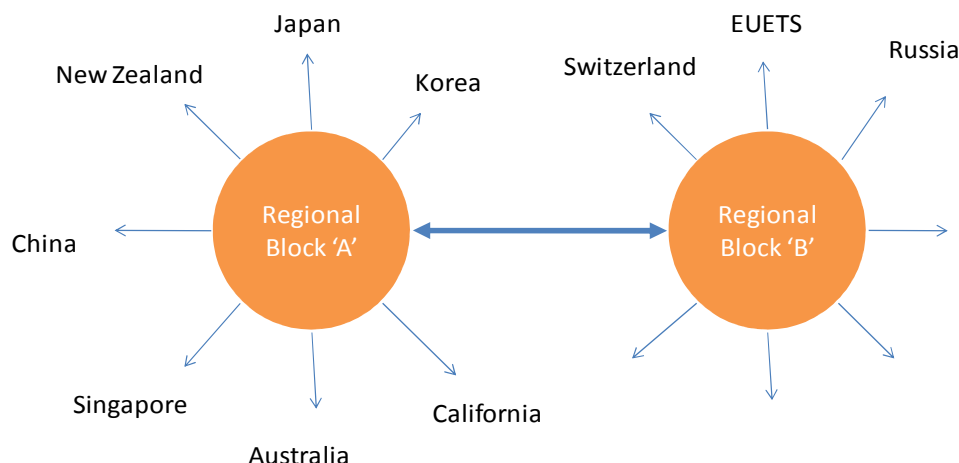 Japan
New Zealand
Korea
China
Regional
Block ‘A’
Singapore
Australia
California
EUETS
Switzerland
Russia
Regional
Block ‘B’